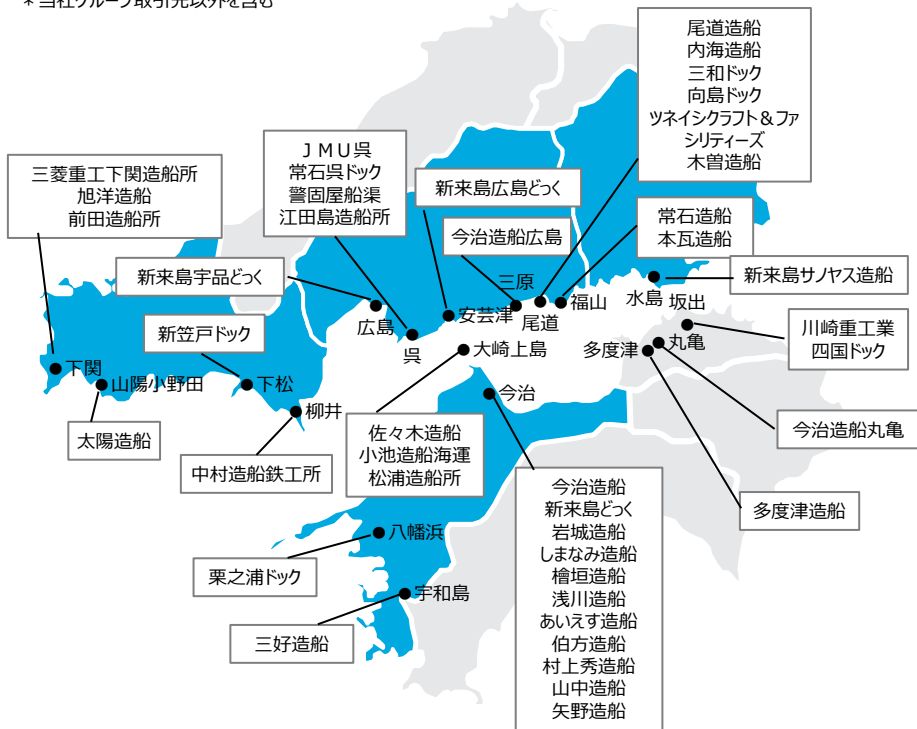 ＊当社グループ取引先以外を含む
尾道造船
内海造船
三和ドック
向島ドック
ツネイシクラフト＆ファ
シリティーズ
木曽造船
ＪＭＵ呉
常石呉ドック
警固屋船渠
江田島造船所
三菱重工下関造船所
旭洋造船
前田造船所
新来島広島どっく
今治造船広島
常石造船
本瓦造船
新来島宇品どっく
新来島サノヤス造船
三原
水島
坂出
広島
安芸津
尾道
福山
呉
川崎重工業
四国ドック
新笠戸ドック
大崎上島
多度津
丸亀
下関
山陽小野田
下松
今治
柳井
太陽造船
中村造船鉄工所
佐々木造船
小池造船海運
松浦造船所
今治造船丸亀
今治造船
新来島どっく
岩城造船
しまなみ造船
檜垣造船
浅川造船
あいえす造船
伯方造船
村上秀造船
山中造船
矢野造船
多度津造船
八幡浜
栗之浦ドック
宇和島
三好造船